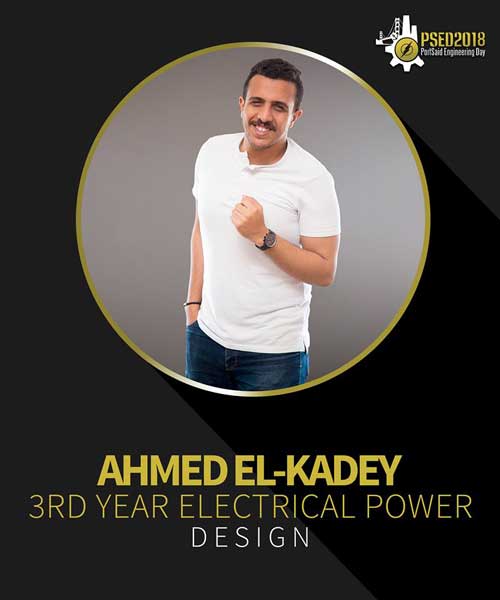 PSED2018
PortSaid Engineering Day
AHMED EL-KADEY
3RD YEAR ELECTRICAL POWER
DESIGN